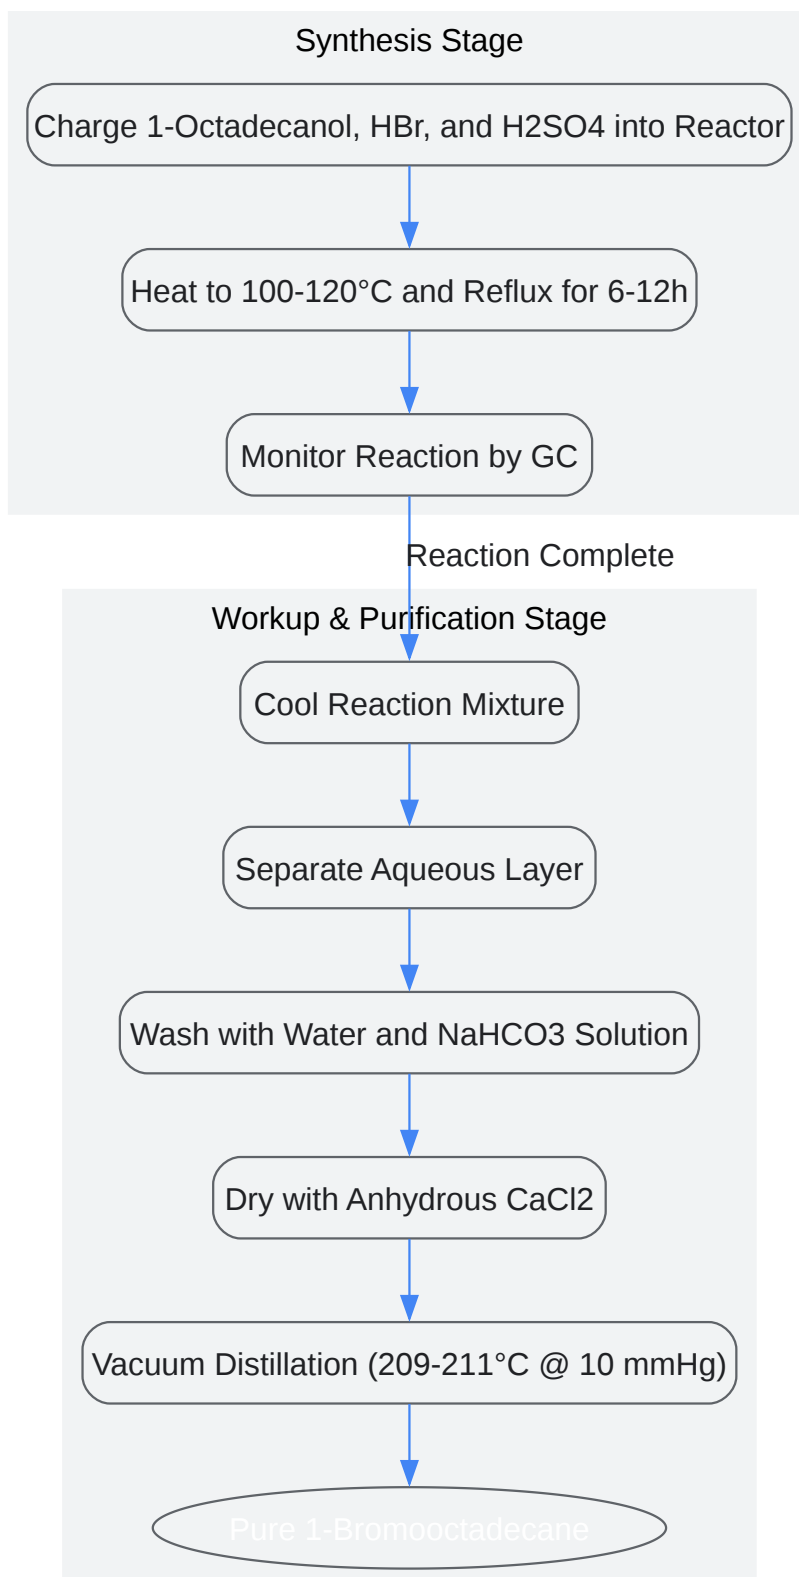 Synthesis Stage
Charge 1-Octadecanol, HBr, and H2SO4 into Reactor
Heat to 100-120°C and Reflux for 6-12h
Monitor Reaction by GC
Reaction Complete
Workup & Purification Stage
Cool Reaction Mixture
Separate Aqueous Layer
Wash with Water and NaHCO3 Solution
Dry with Anhydrous CaCl2
Vacuum Distillation (209-211°C @ 10 mmHg)
Pure 1-Bromooctadecane